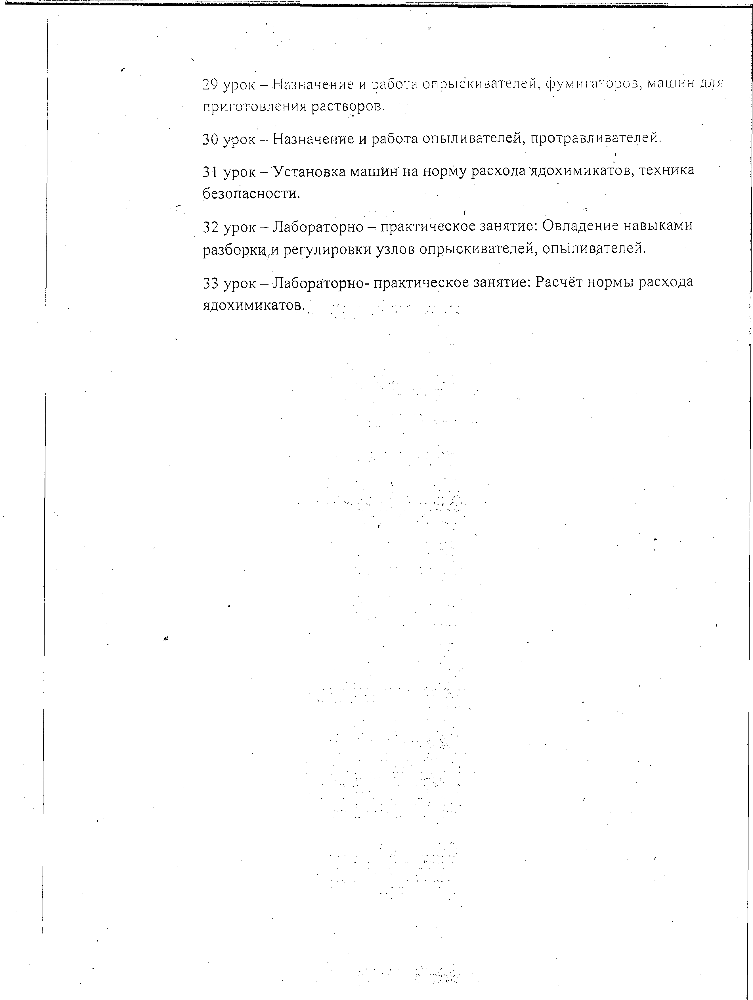 29 урок – Назначение и работа опрыскивателей, фумигаторов, машин для
приготовления растворов.
30 урок – Назначение и работа опыливателей, протравливателей.
31 урок – Установка машин на норму расхода ядохимикатов, техника
безопасности.
32 урок – Лабораторно – практическое занятие: Овладение навыками
разборки и регулировки узлов опрыскивателей, опыливателей.
33 урок – Лабораторно- практическое занятие: Расчёт нормы расхода
ядохимикатов.